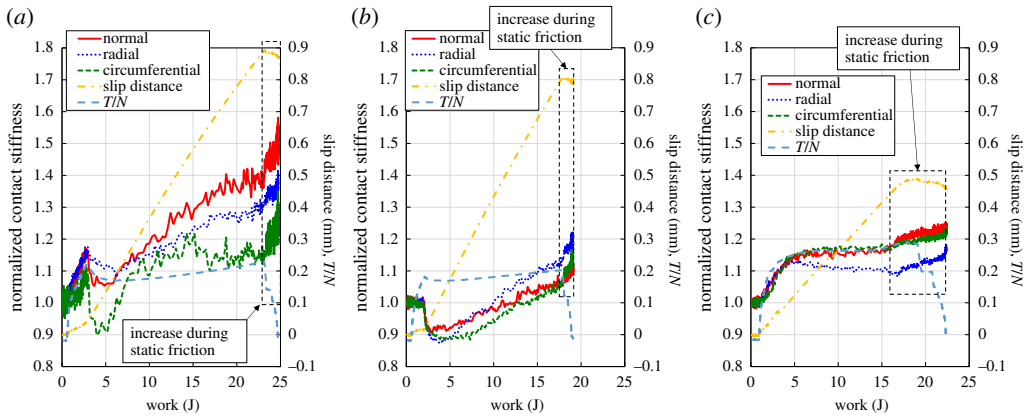 (a)
normal
radial
circumferential
slip distance
T/N
1.8
1.7
1.6
1.5
1.4
1.3
1.2
1.1
1.0
0.9
0.8
normalized contact stiffness
0.9
0.8
0.7
0.6
0.5
0.4
0.3
0.2
0.1
0
–0.1
slip distance (mm), T/N
increase during
static friction
0 5 10 15 20 25
work (J)
(b)
increase during
static friction
normal
radial
circumferential
slip distance
T/N
1.8
1.7
1.6
1.5
1.4
1.3
1.2
1.1
1.0
0.9
0.8
normalized contact stiffness
0.9
0.8
0.7
0.6
0.5
0.4
0.3
0.2
0.1
0
–0.1
slip distance (mm), T/N
0 5 10 15 20 25
work (J)
(c)
increase during
static friction
normal
radial
circumferential
slip distance
T/N
1.8
1.7
1.6
1.5
1.4
1.3
1.2
1.1
1.0
0.9
0.8
normalized contact stiffness
0.9
0.8
0.7
0.6
0.5
0.4
0.3
0.2
0.1
0
–0.1
slip distance (mm), T/N
0 5 10 15 20 25
work (J)